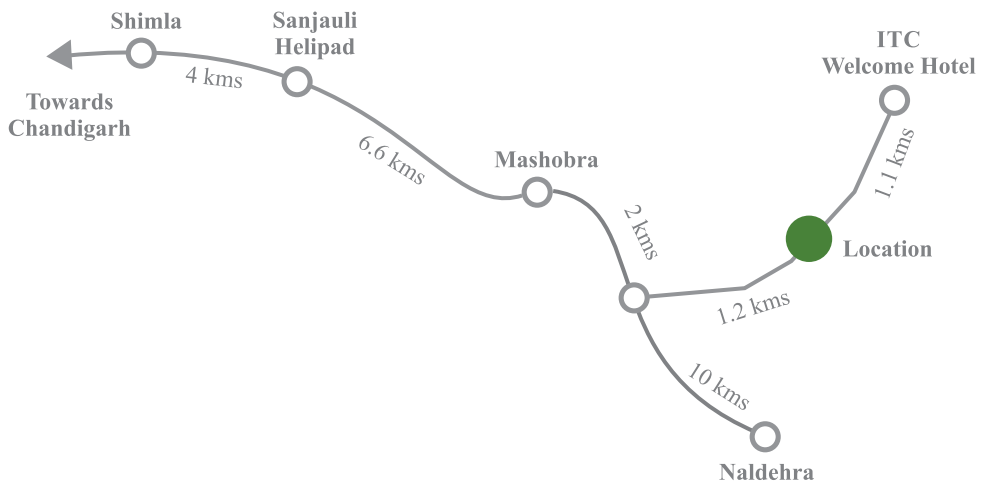 Shimla
Sanjauli
Helipad
ITC
Welcome Hotel
4 kms
Towards
Chandigarh
6.6 kms
Mashobra
1.1 kms
2 kms
Location
1.2 kms
10 kms
Naldehra